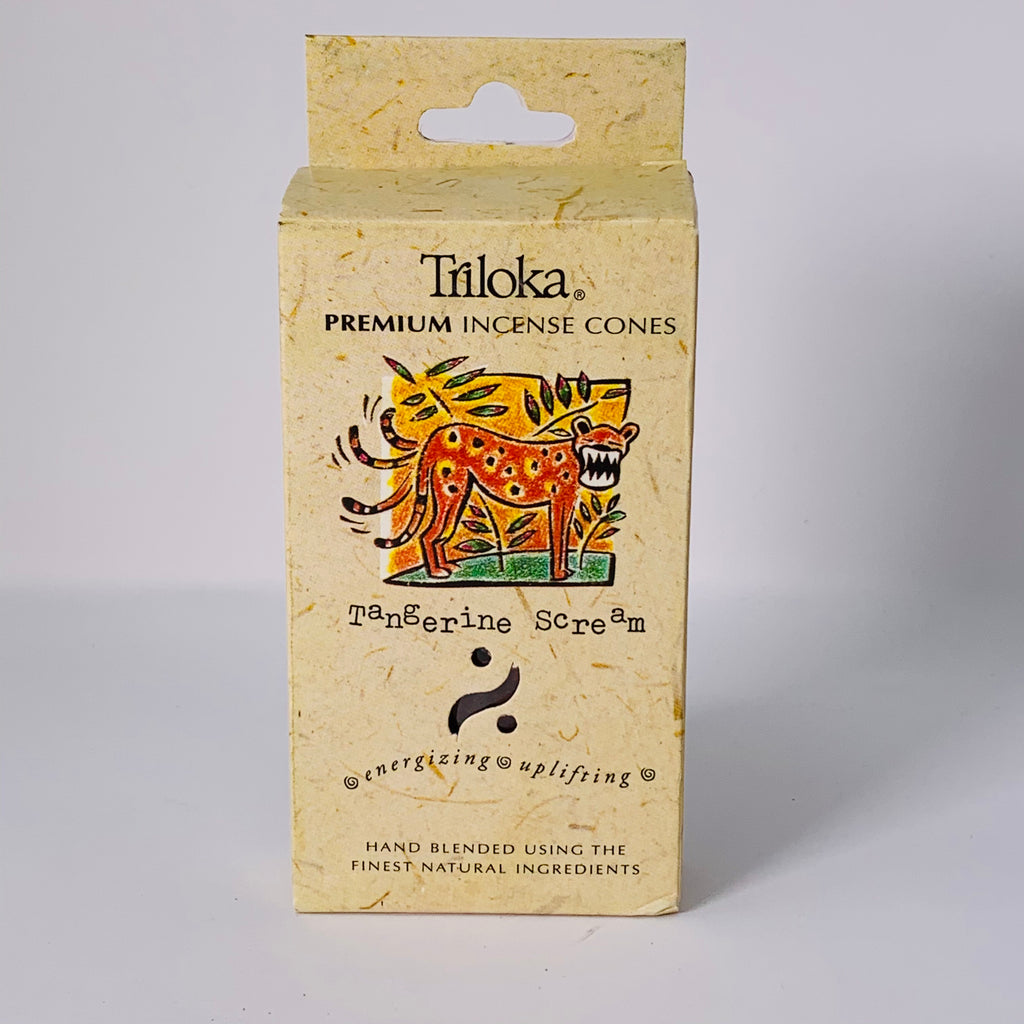 Triloka®
PREMIUM INCENSE CONES
Tangerine Scream
energizing uplifting
HAND BLENDED USING THE
FINEST NATURAL INGREDIENTS